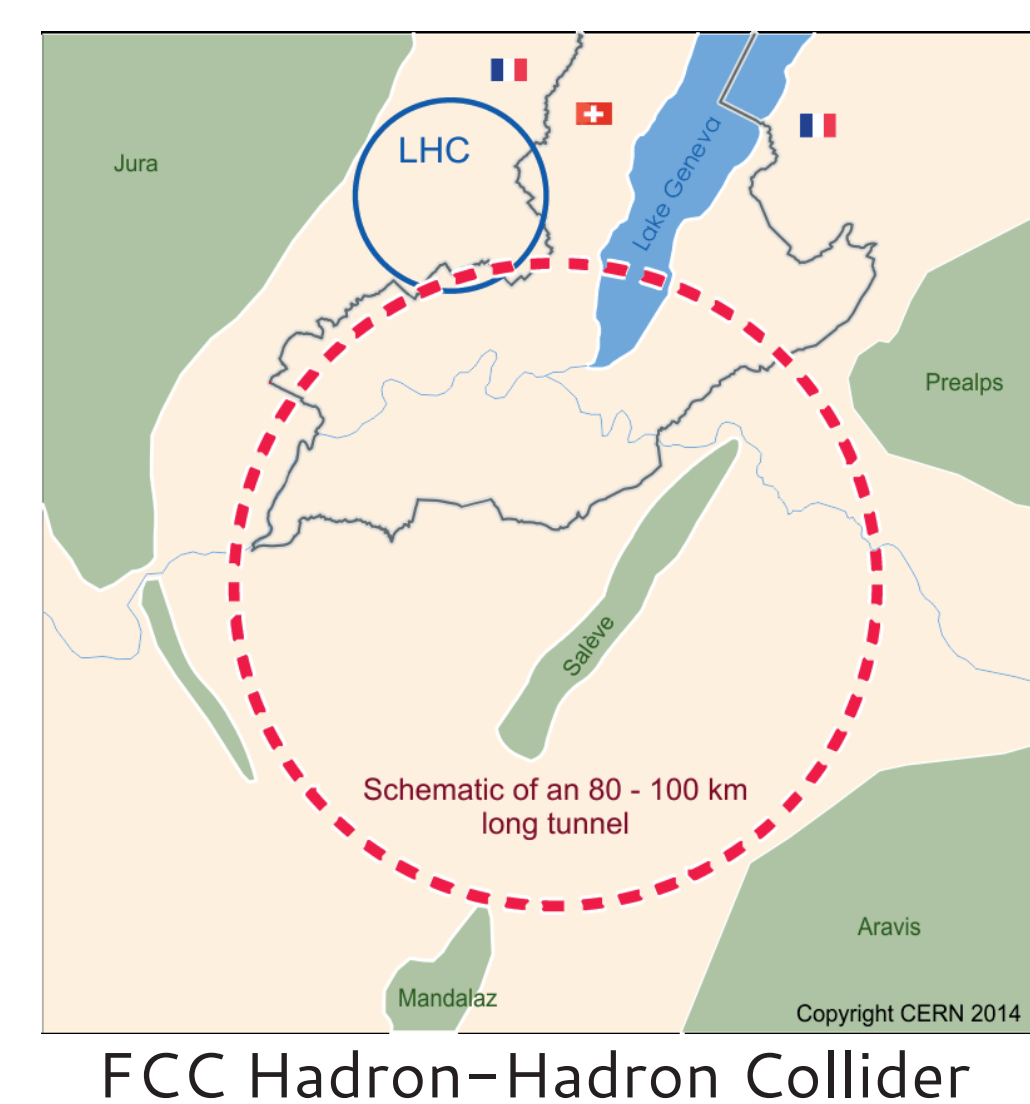 LHC
Jura
Lake Geneva
Prealps
Salève
Schematic of an 80 - 100 km
long tunnel
Aravis
Mandalaz
Copyright CERN 2014
FCC Hadron-Hadron Collider